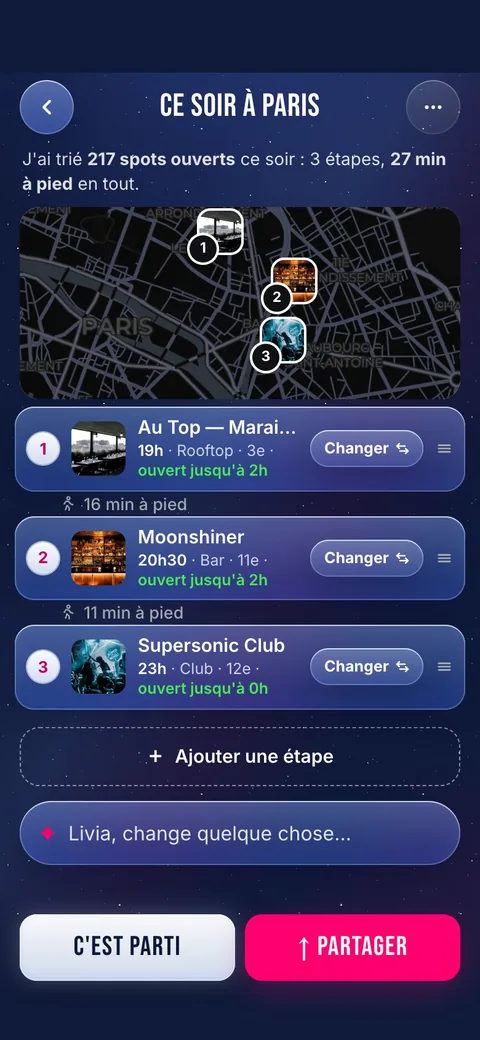 CE SOIR À PARIS
J'ai trié 217 spots ouverts ce soir : 3 étapes, 27 min
à pied en tout.
PARIS
1
2
3
1
Au Top — Marai...
19h · Rooftop · 3e ·
ouvert jusqu'à 2h
Changer
16 min à pied
2
Moonshiner
20h30 · Bar · 11e ·
ouvert jusqu'à 2h
Changer
11 min à pied
3
Supersonic Club
23h · Club · 12e ·
ouvert jusqu'à 0h
Changer
+ Ajouter une étape
Livia, change quelque chose...
C'EST PARTI
↑ PARTAGER